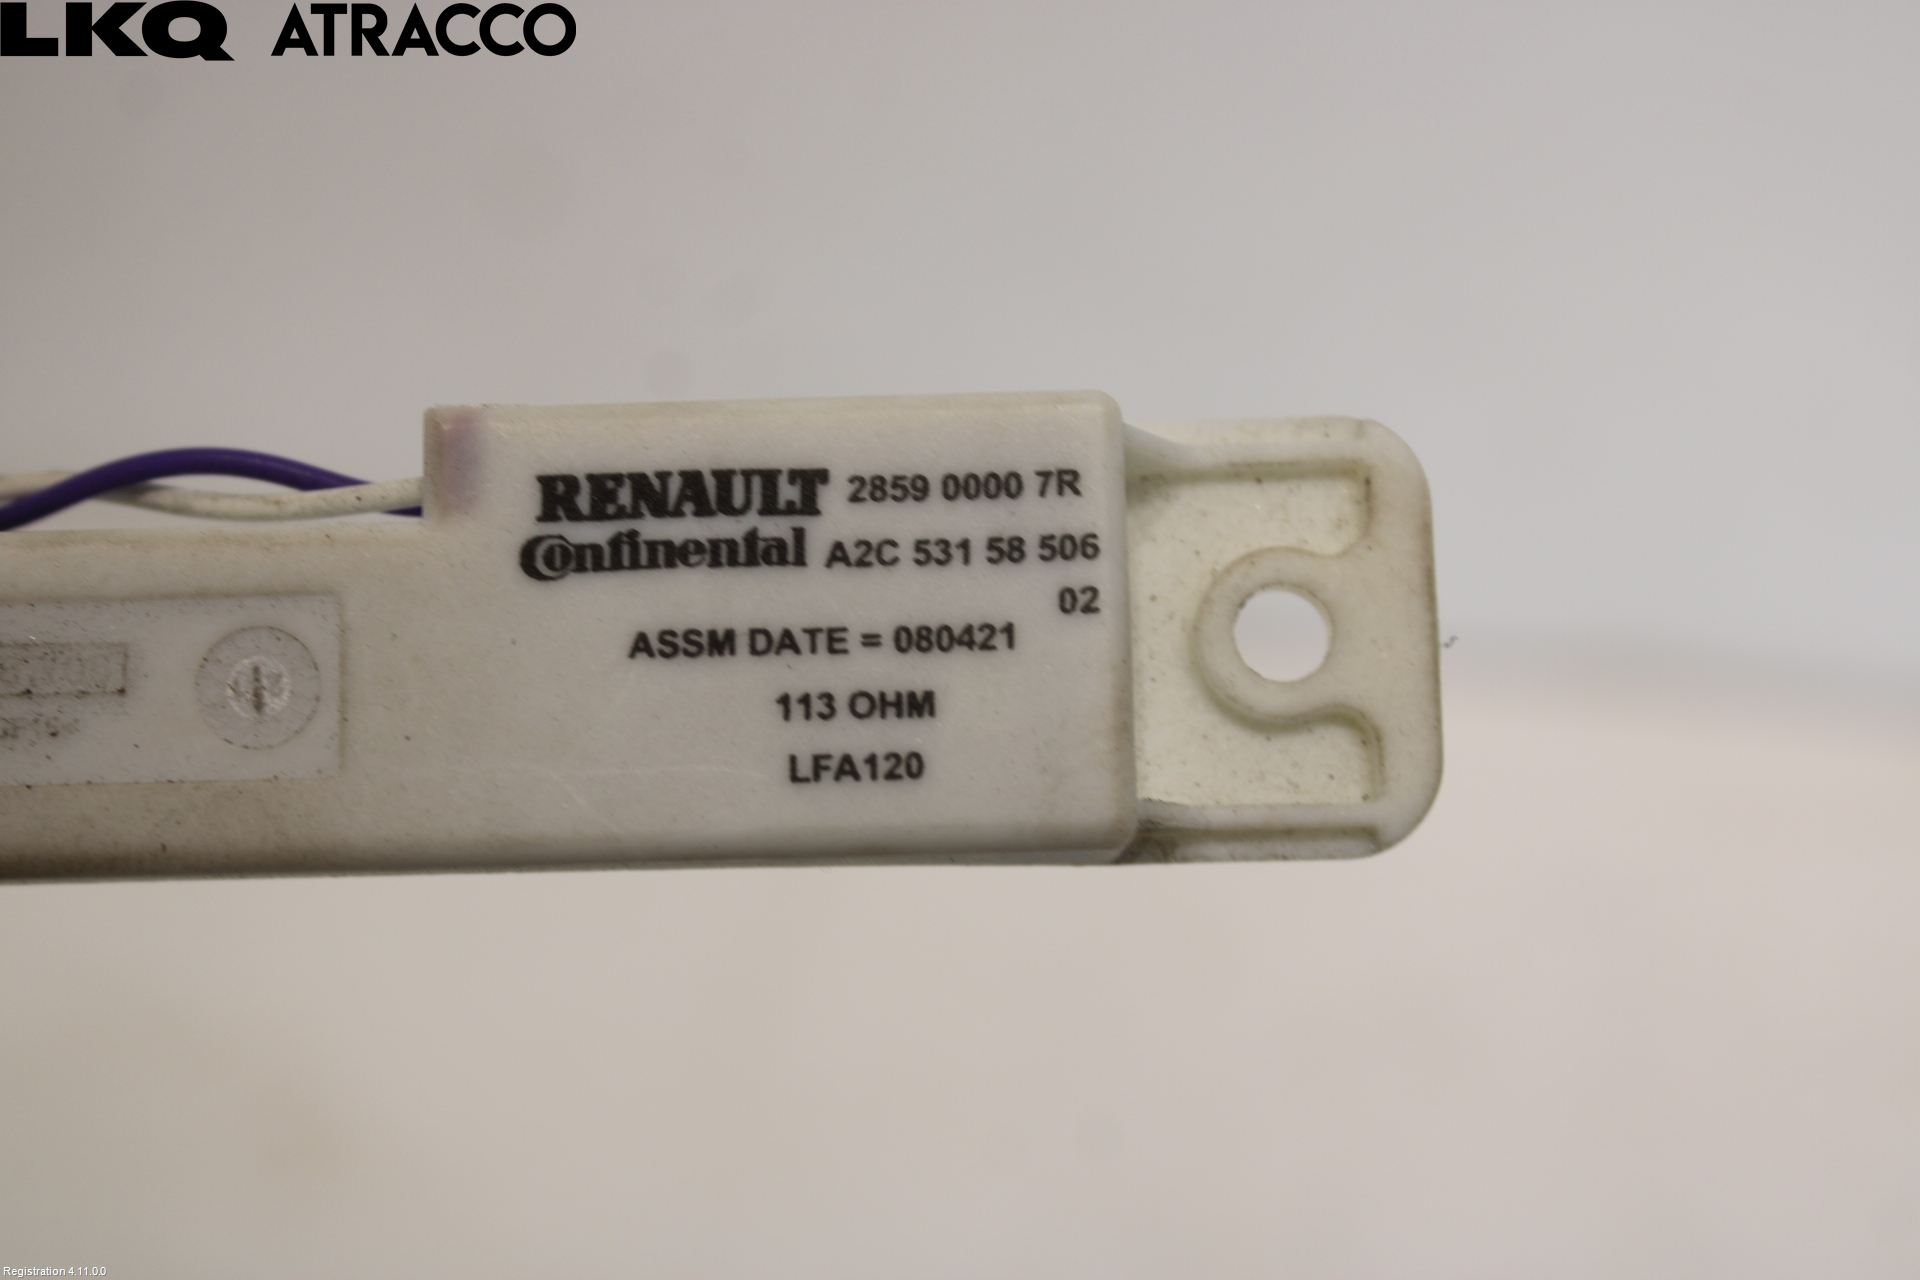 LKQ ATRACCO
RENAULT 2859 0000 7R
Continental A2C 531 58 506
02
ASSM DATE = 080421
113 OHM
LFA120
Registration 4.11.0.0